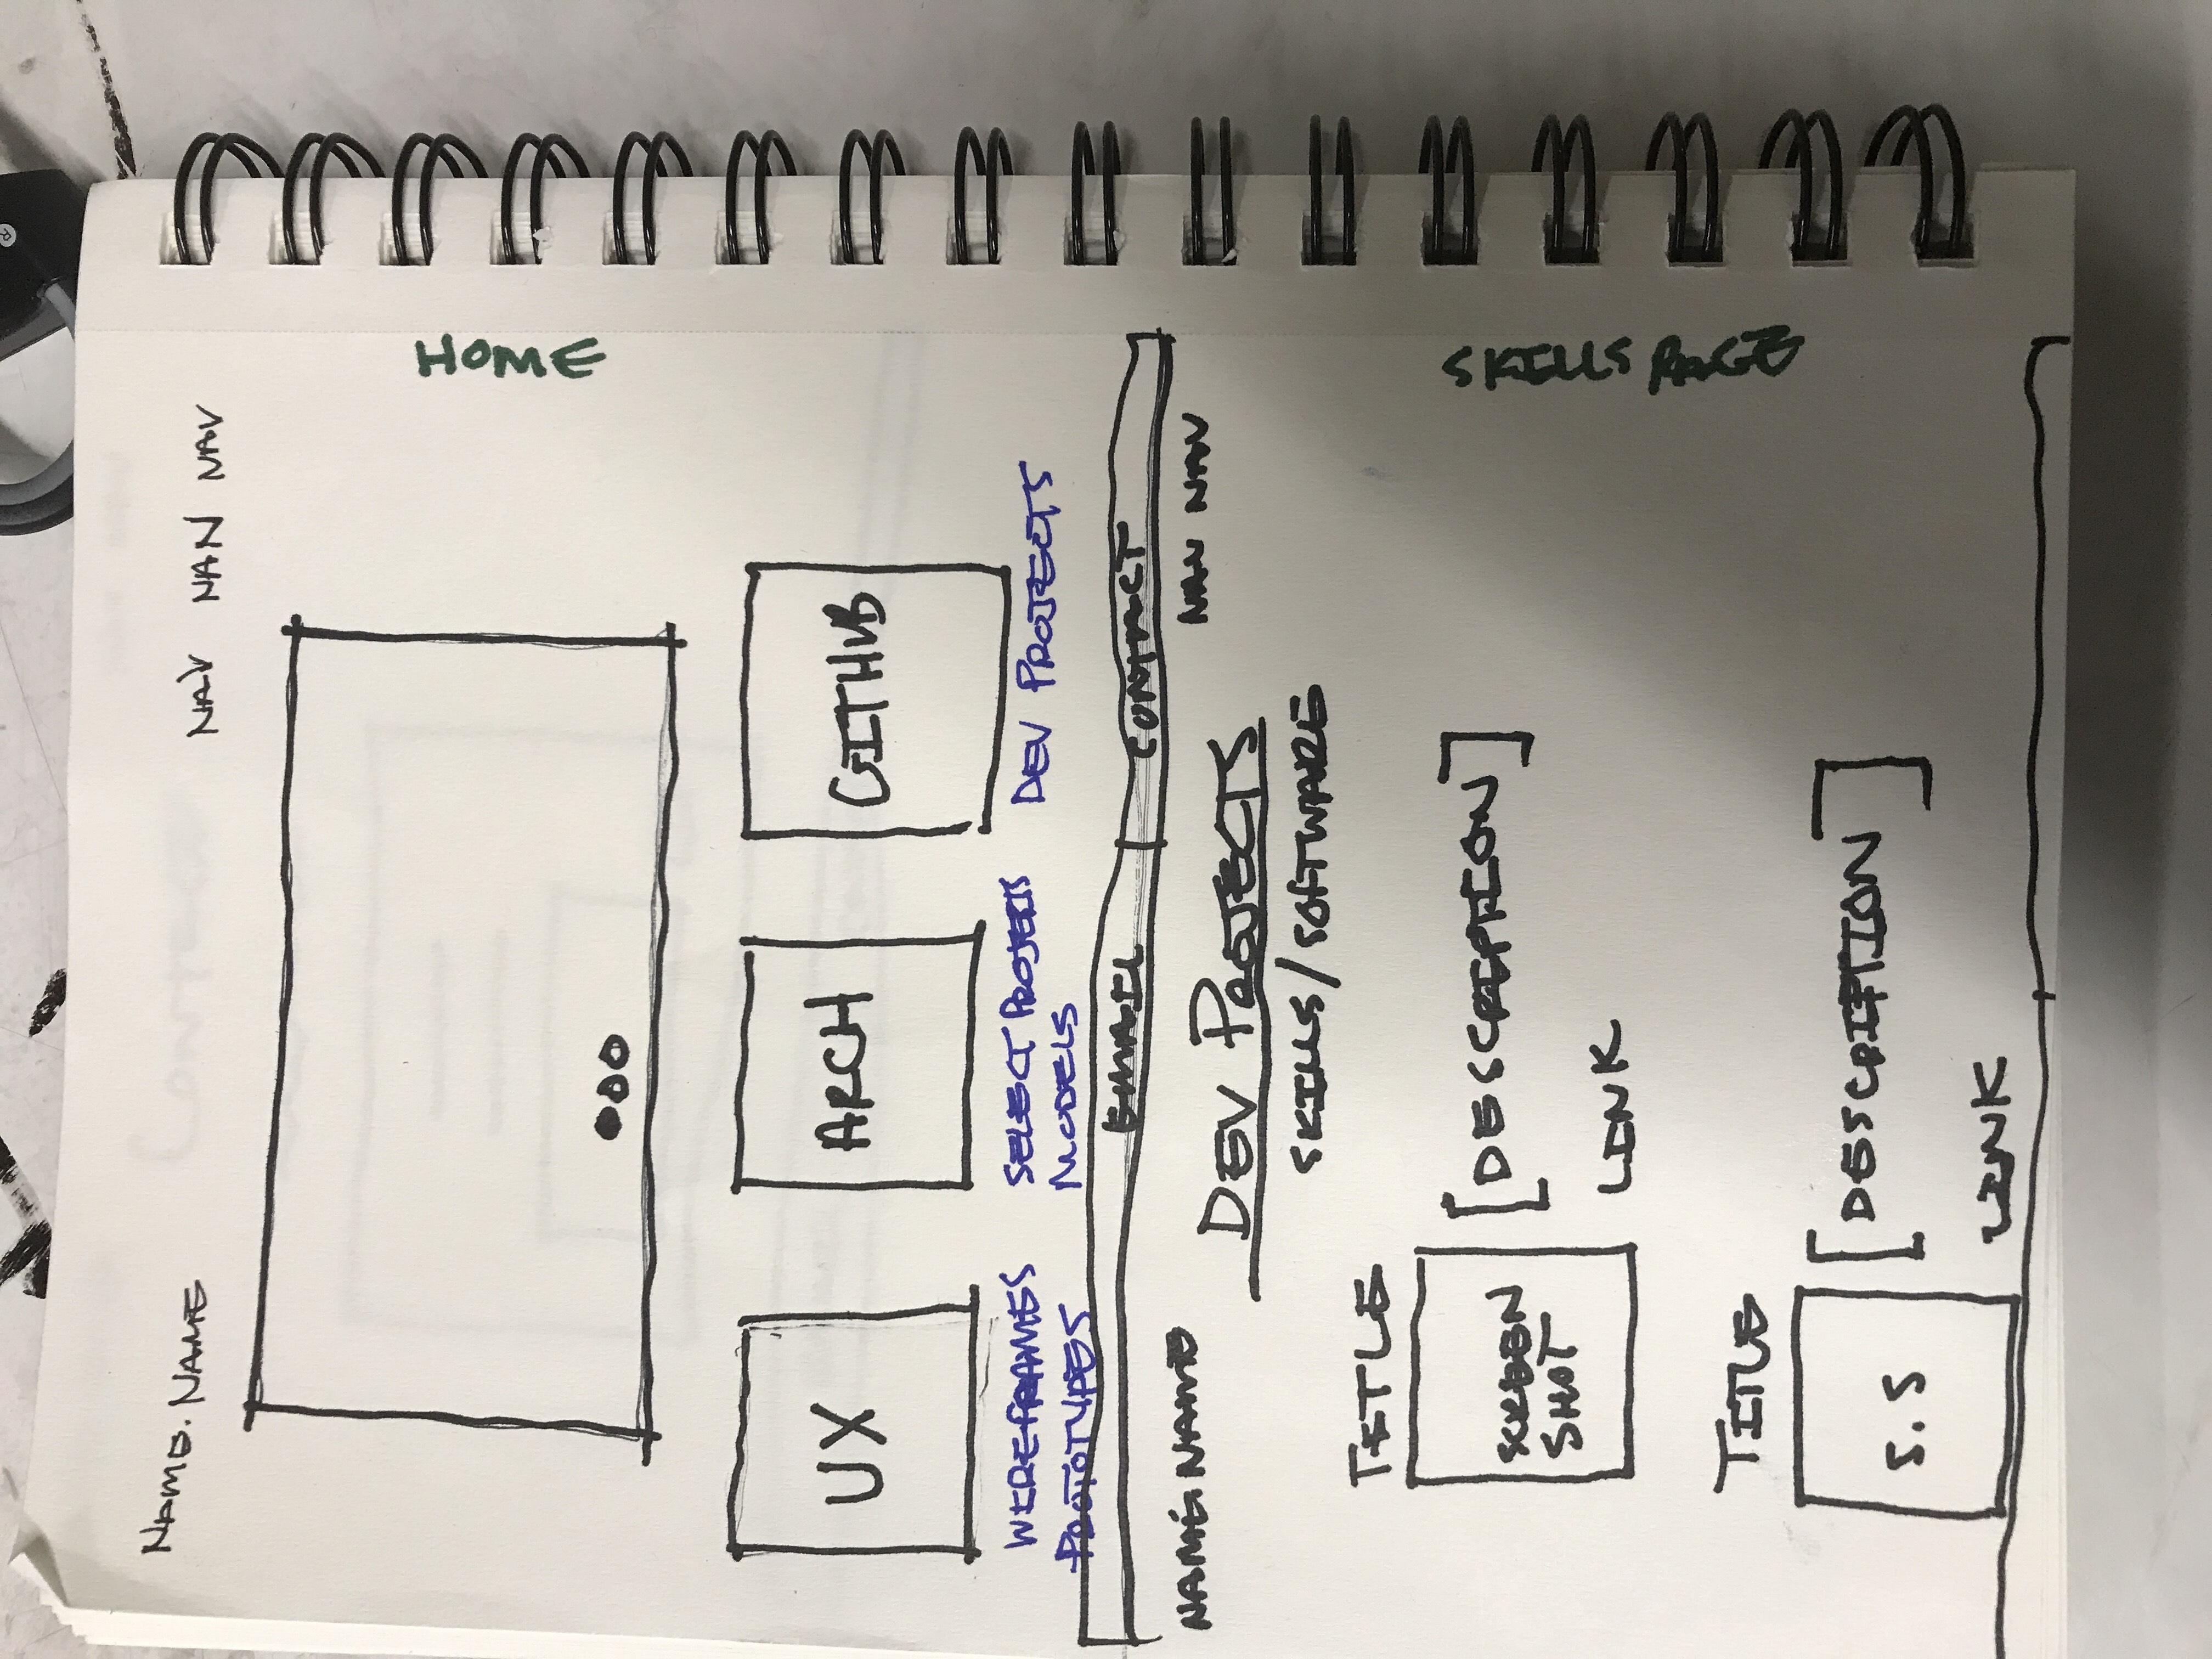 NAME. NAME
NAV NAN NAV
HOME
UX
ARCH
GITHUB
WIREFRAMES
PROTOTYPES
SELECT PROJECTS
MODELS
DEV PROJECTS
EMAIL
CONTACT
NAME. NAME
NAV NAV
DEV PROJECTS
SKILLS/SOFTWARE
TITLE
SCREEN
SHOT
[DESCRIPTION]
LINK
SKILLS PAGE
TITLE
S.S
[DESCRIPTION]
LINK